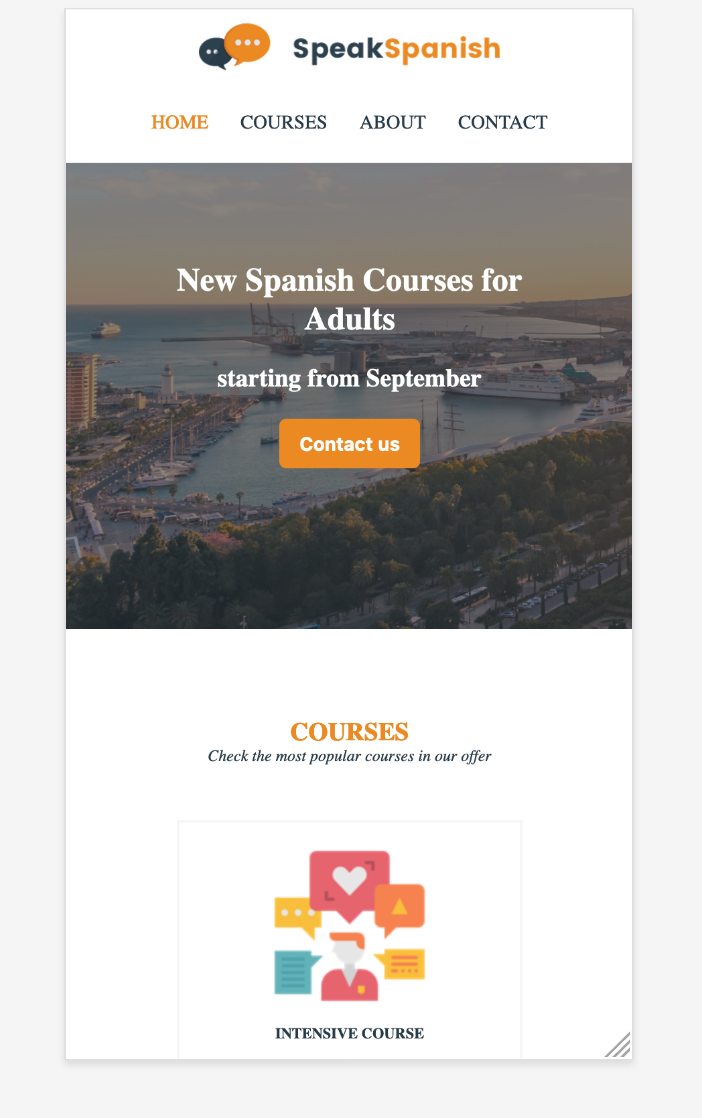 SpeakSpanish
HOME COURSES ABOUT CONTACT
New Spanish Courses for
Adults
starting from September
Contact us
COURSES
Check the most popular courses in our offer
INTENSIVE COURSE